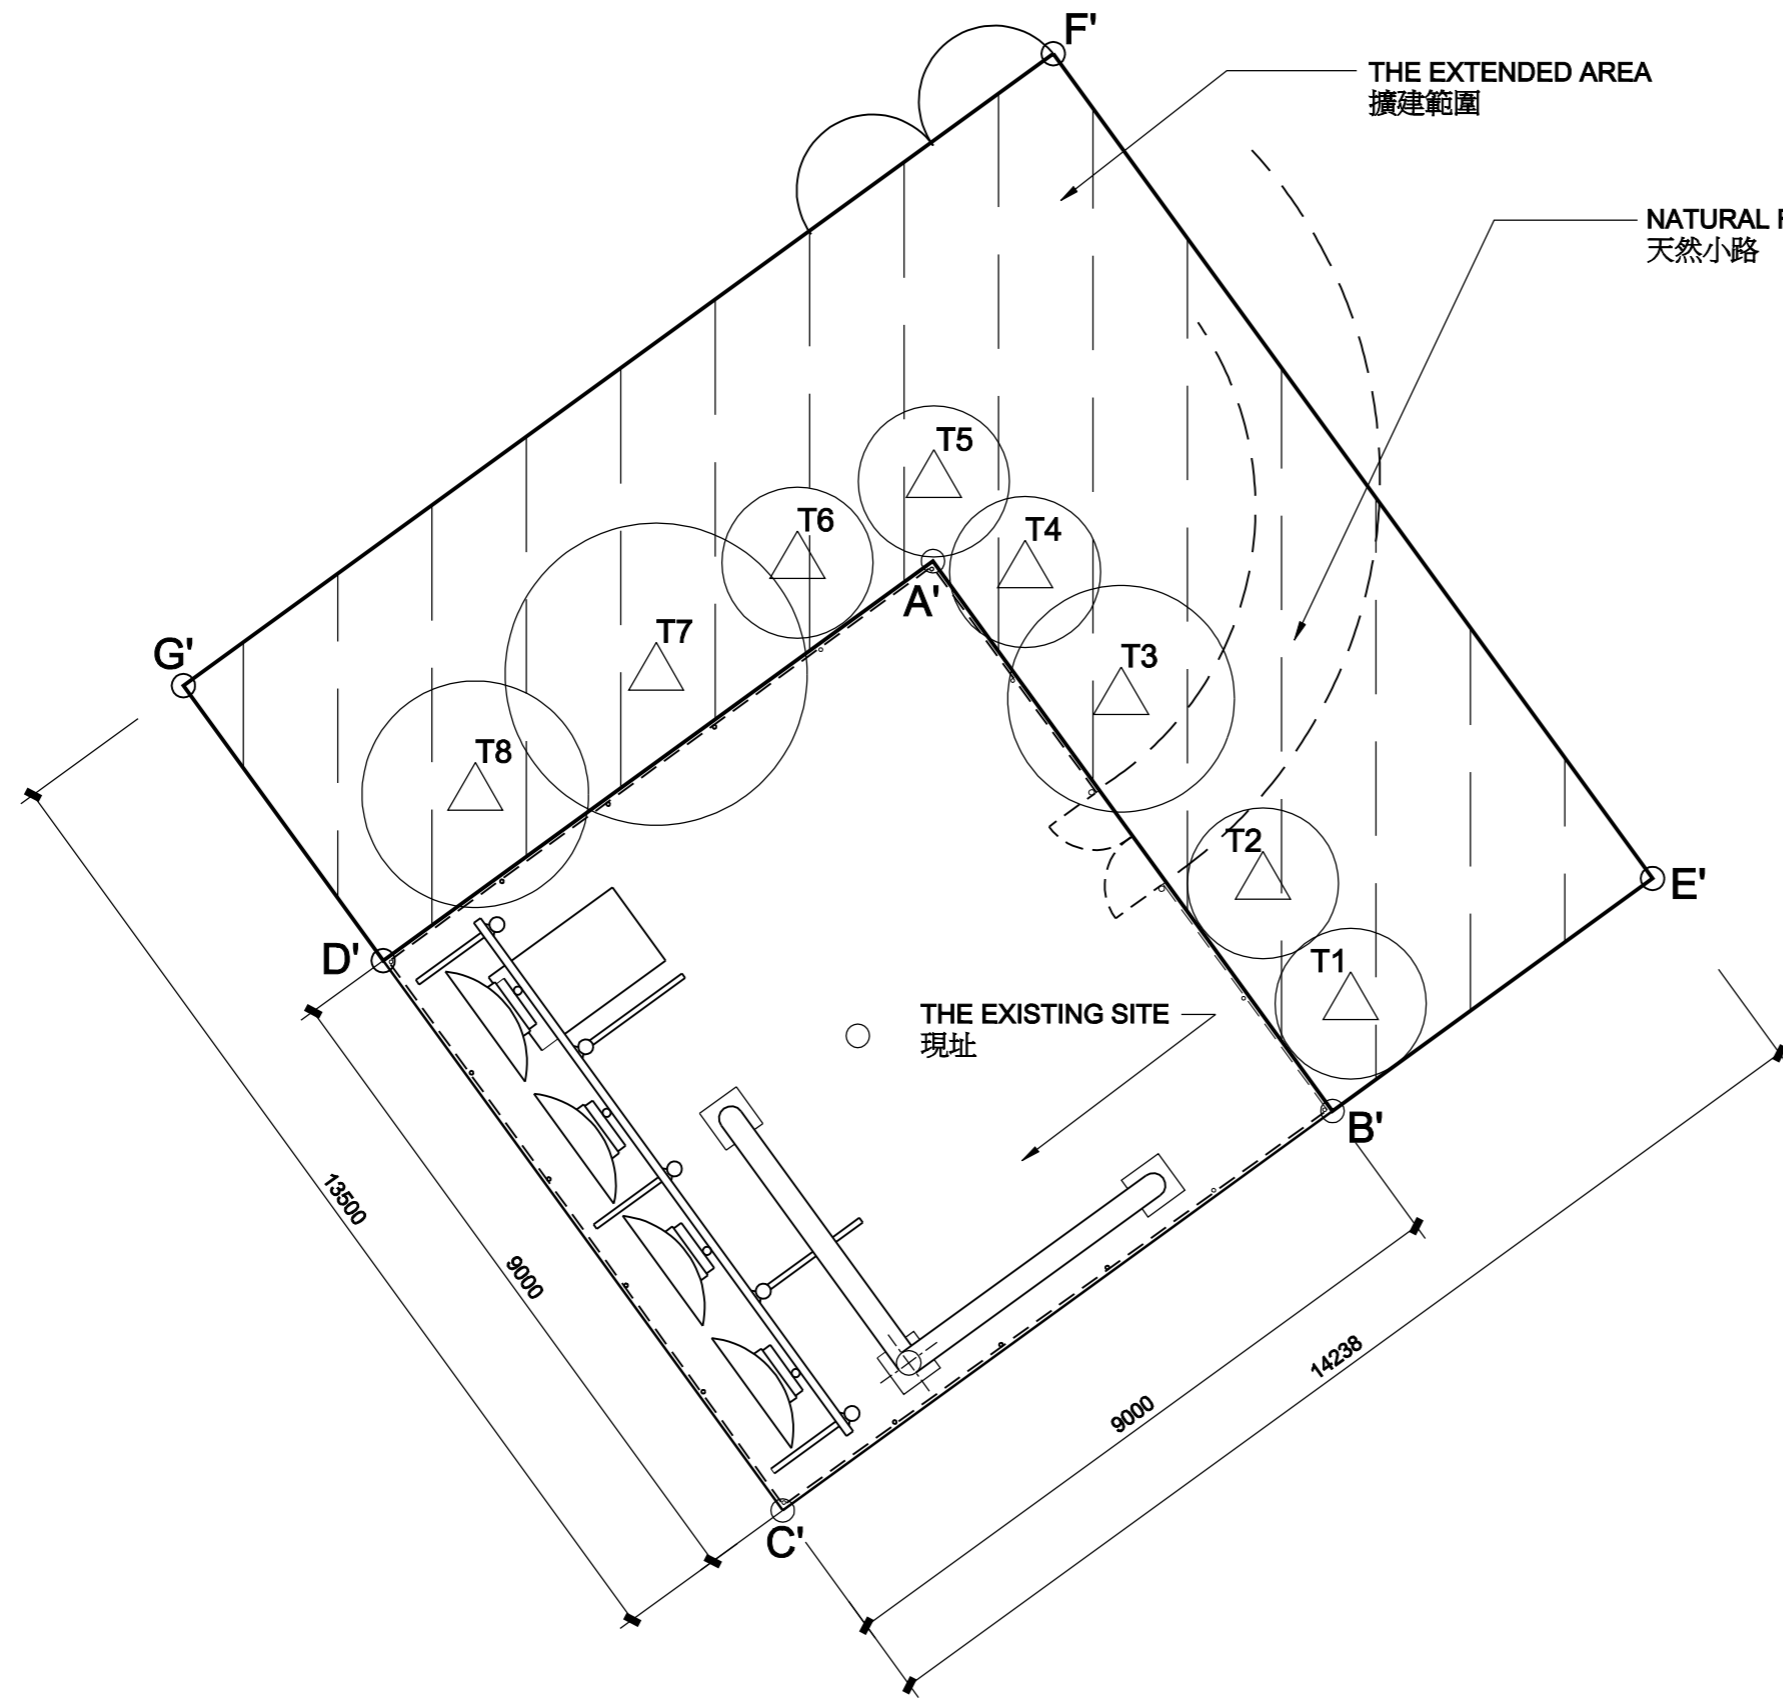 F'
THE EXTENDED AREA
擴建範圍
NATURAL
天然小路
T5
T6
T4
A'
T7
T3
G'
T8
T2
E'
D'
T1
THE EXISTING SITE
現址
B'
13500
9000
14238
9000
C'